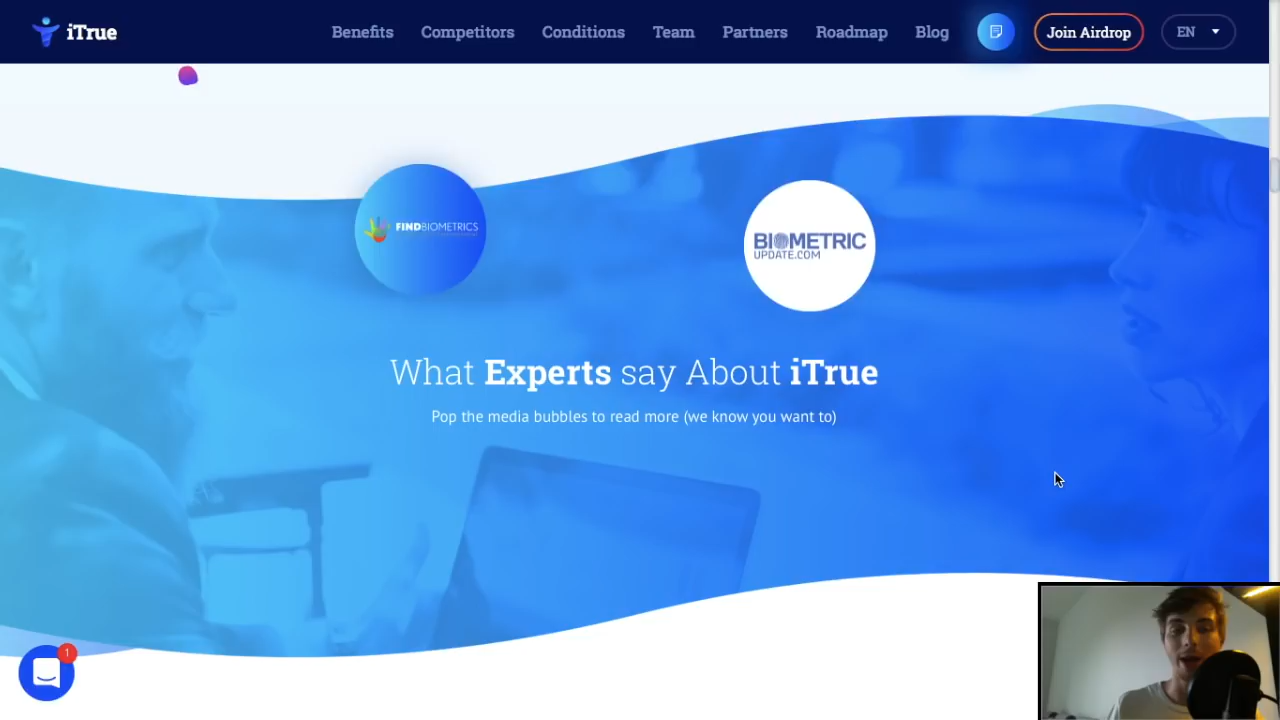 iTrue
Benefits
Competitors
Conditions
Team
Partners
Roadmap
Blog
Join Airdrop
EN
FINDBIOMETRICS
BIOMETRIC
UPDATE.COM
What Experts say About iTrue
Pop the media bubbles to read more (we know you want to)
1